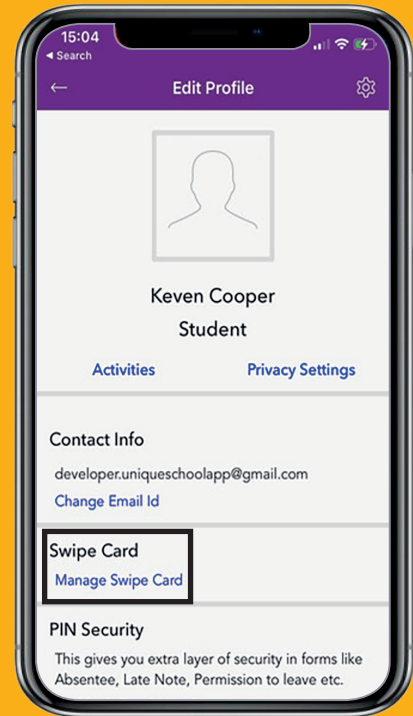 15:04
Search
Edit Profile
Keven Cooper
Student
Activities Privacy Settings
Contact Info
developer.uniqueschoolapp@gmail.com
Change Email Id
Swipe Card
Manage Swipe Card
PIN Security
This gives you extra layer of security in forms like
Absentee, Late Note, Permission to leave etc.